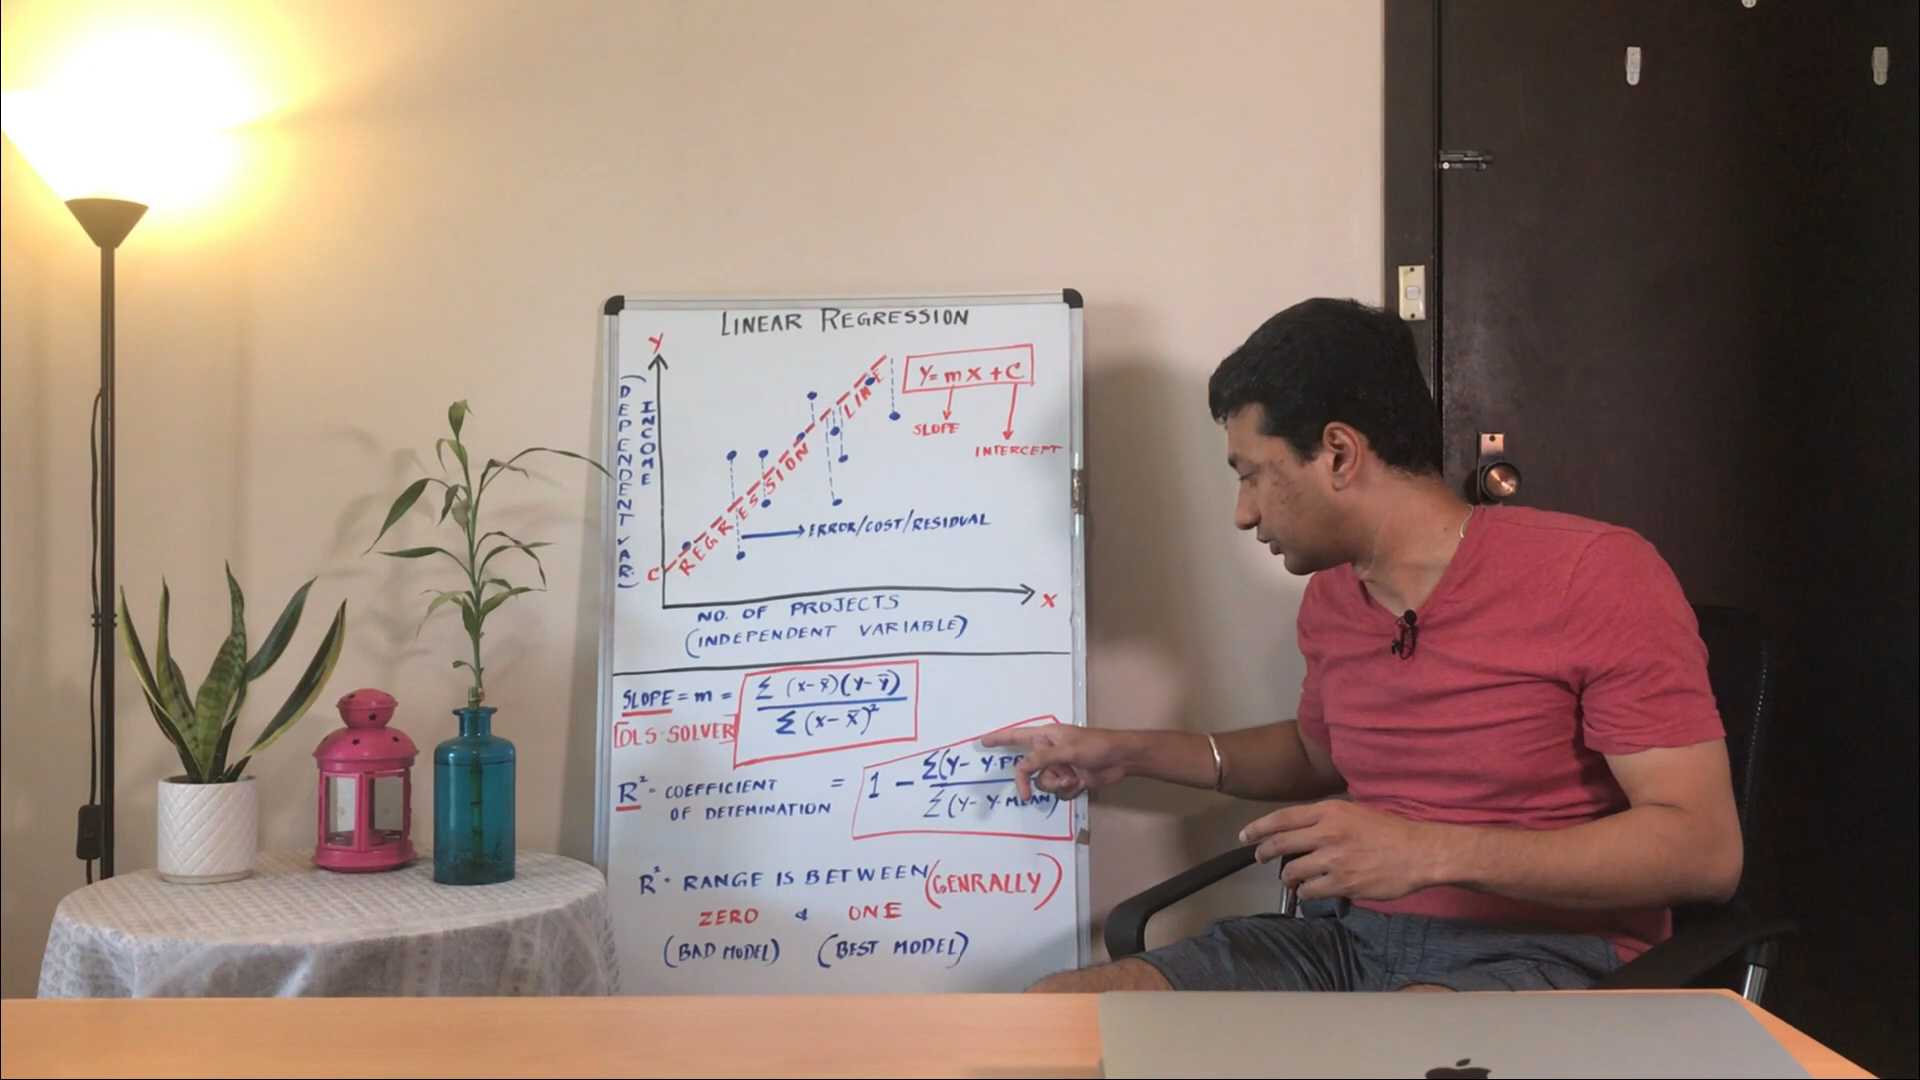 LINEAR REGRESSION
Y
Y= mX + C
SLOPE
INTERCEPT
INCOME
(DEPENDENT VAR.)
REGRESSION LINE
ERROR/COST/RESIDUAL
C
X
NO. OF PROJECTS
(INDEPENDENT VARIABLE)
SLOPE = m = Σ (x-x̄)(Y-Ȳ)
Σ (x-x̄)²
[OLS-SOLVER]
R²- COEFFICIENT = 1 - Σ(Y- Y·PR
OF DETEMINATION Σ(Y- Y·MEAN)
R²· RANGE IS BETWEEN (GENRALLY)
ZERO & ONE
(BAD MODEL) (BEST MODEL)